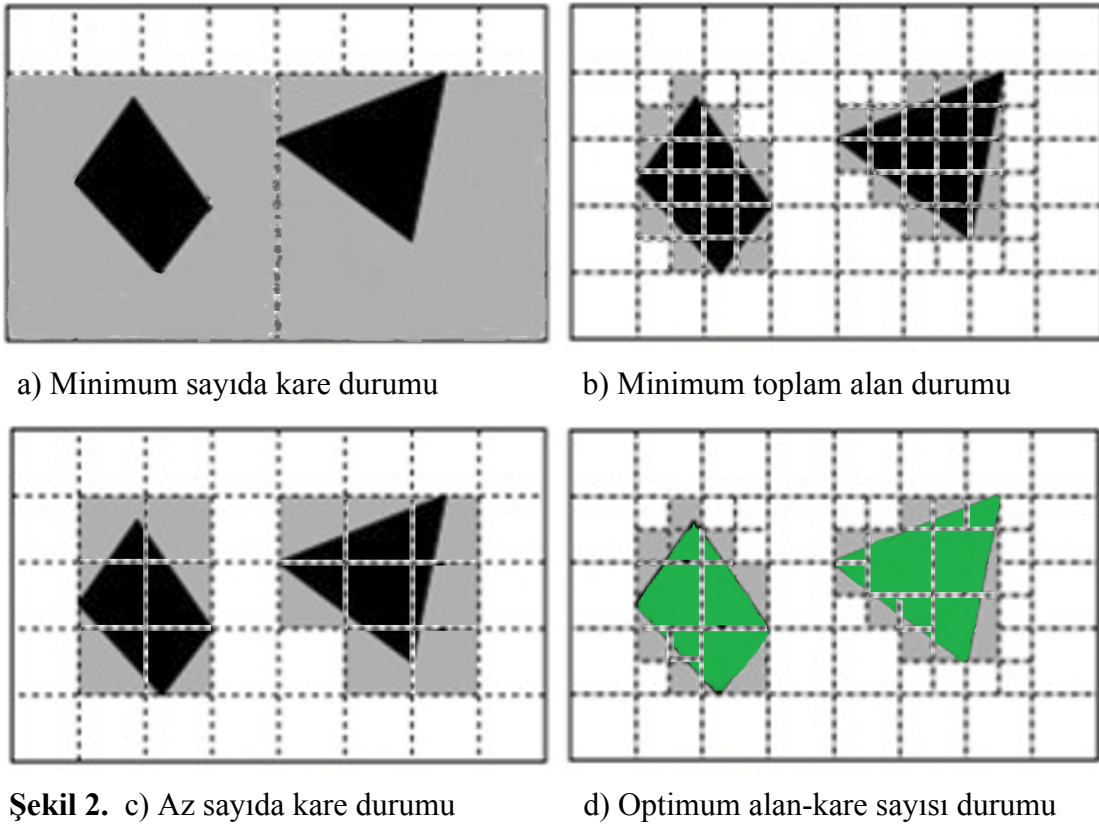 a) Minimum sayıda kare durumu
b) Minimum toplam alan durumu
Şekil 2. c) Az sayıda kare durumu
d) Optimum alan-kare sayısı durumu